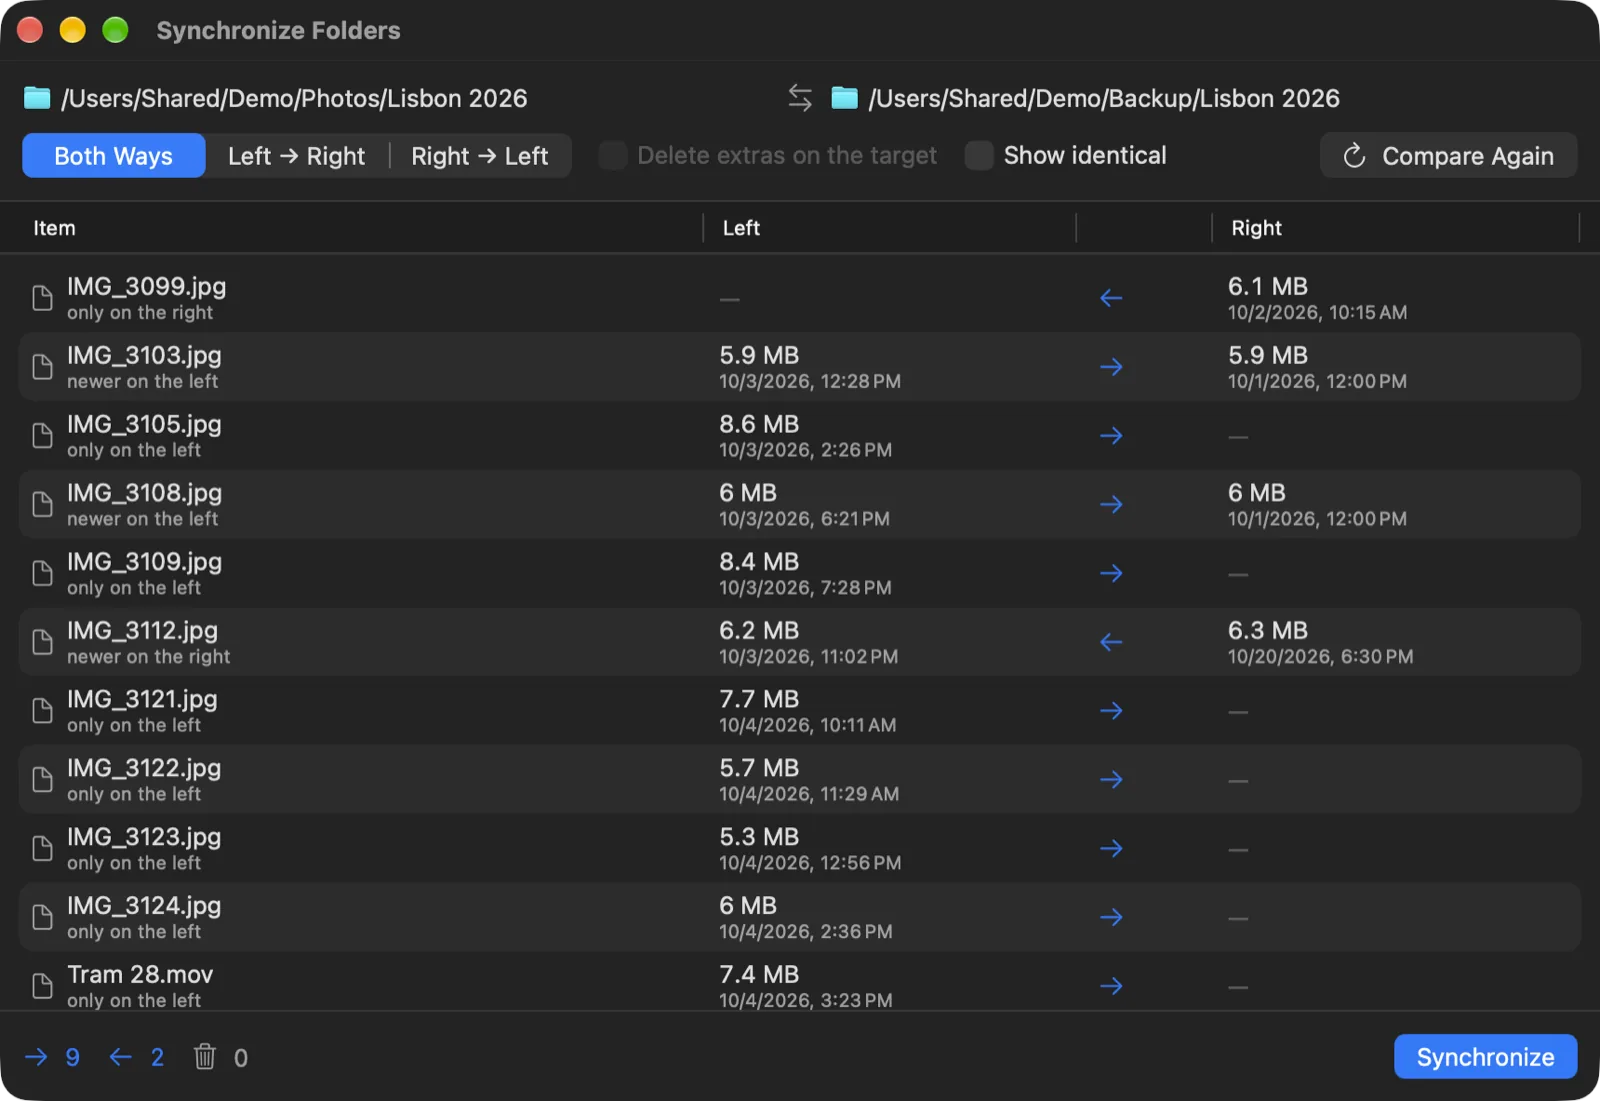 Synchronize Folders
/Users/Shared/Demo/Photos/Lisbon 2026
/Users/Shared/Demo/Backup/Lisbon 2026
Both Ways
Left → Right
Right → Left
Delete extras on the target
Show identical
Compare Again
Item Left Right
IMG_3099.jpg — ← 6.1 MB
only on the right 10/2/2026, 10:15 AM
IMG_3103.jpg 5.9 MB → 5.9 MB
newer on the left 10/3/2026, 12:28 PM 10/1/2026, 12:00 PM
IMG_3105.jpg 8.6 MB → —
only on the left 10/3/2026, 2:26 PM
IMG_3108.jpg 6 MB → 6 MB
newer on the left 10/3/2026, 6:21 PM 10/1/2026, 12:00 PM
IMG_3109.jpg 8.4 MB → —
only on the left 10/3/2026, 7:28 PM
IMG_3112.jpg 6.2 MB ← 6.3 MB
newer on the right 10/3/2026, 11:02 PM 10/20/2026, 6:30 PM
IMG_3121.jpg 7.7 MB → —
only on the left 10/4/2026, 10:11 AM
IMG_3122.jpg 5.7 MB → —
only on the left 10/4/2026, 11:29 AM
IMG_3123.jpg 5.3 MB → —
only on the left 10/4/2026, 12:56 PM
IMG_3124.jpg 6 MB → —
only on the left 10/4/2026, 2:36 PM
Tram 28.mov 7.4 MB → —
only on the left 10/4/2026, 3:23 PM
→ 9 ← 2 0
Synchronize